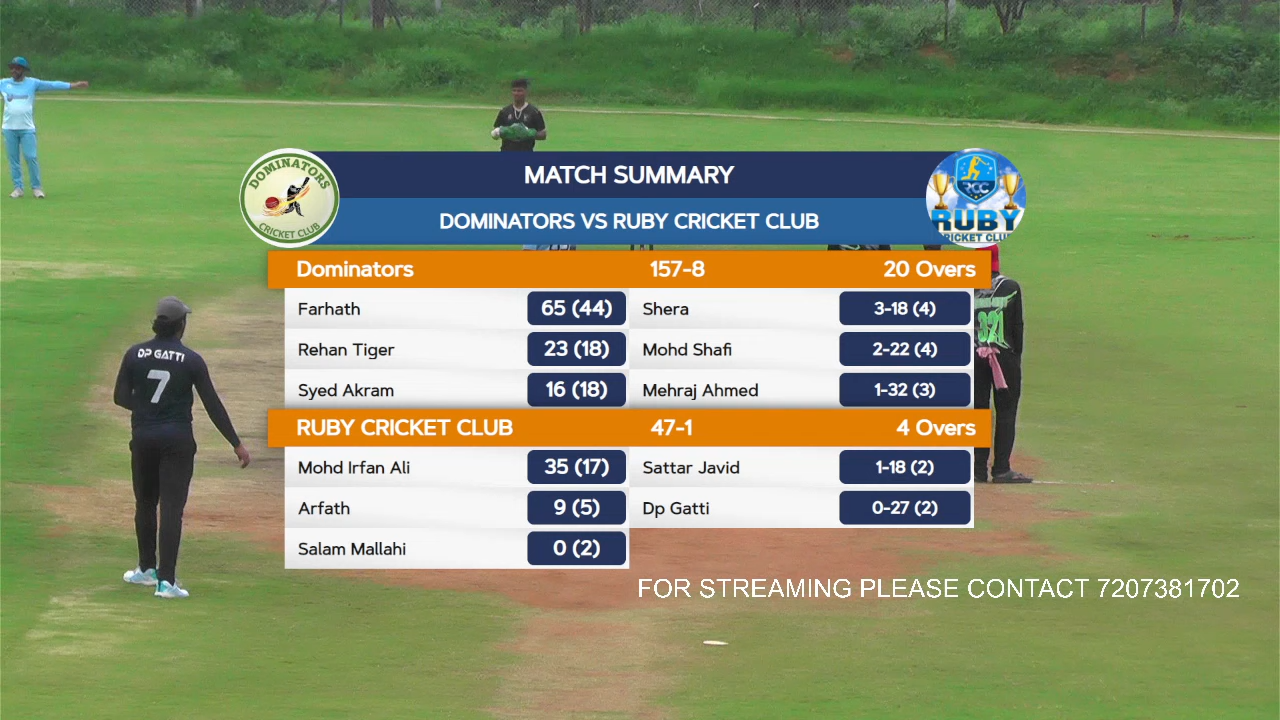 DOMINATORS
CRICKET CLUB
RCC
RUBY
CRICKET CLU
MATCH SUMMARY
DOMINATORS VS RUBY CRICKET CLUB
Dominators 157-8 20 Overs
Farhath 65 (44) Shera 3-18 (4)
Rehan Tiger 23 (18) Mohd Shafi 2-22 (4)
Syed Akram 16 (18) Mehraj Ahmed 1-32 (3)
RUBY CRICKET CLUB 47-1 4 Overs
Mohd Irfan Ali 35 (17) Sattar Javid 1-18 (2)
Arfath 9 (5) Dp Gatti 0-27 (2)
Salam Mallahi 0 (2)
DP GATTI
7
321
FOR STREAMING PLEASE CONTACT 7207381702